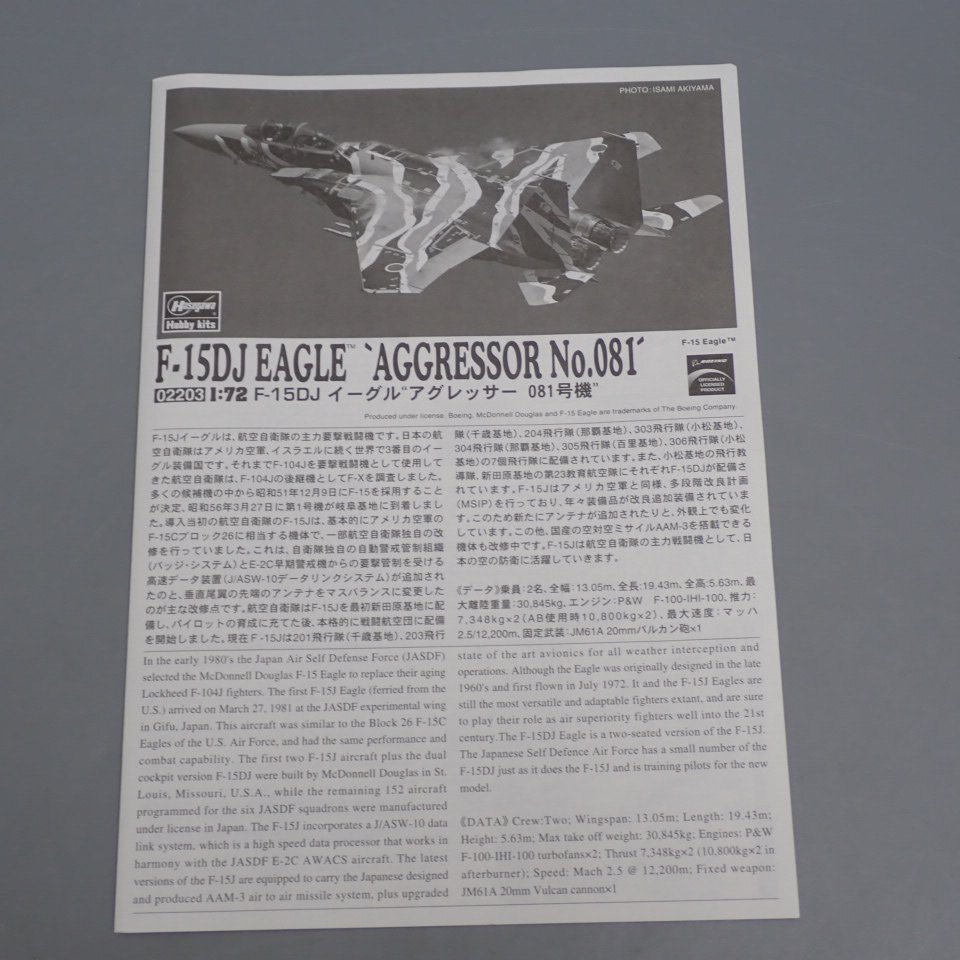 PHOTO: ISAMI AKIYAMA
Hasegawa
Hobby kits
F-15DJ EAGLE™ `AGGRESSOR No.081´
F-15 Eagle™
02203 1:72 F-15DJ イーグル“アグレッサー 081号機”
BOEING
OFFICIALLY
LICENSED
PRODUCT
Produced under license. Boeing, McDonnell Douglas and F-15 Eagle are trademarks of The Boeing Company.
F-15Jイーグルは、航空自衛隊の主力要撃戦闘機です。日本の航
空自衛隊はアメリカ空軍、イスラエルに続く世界で3番目のイー
グル装備国です。それまでF-104Jを要撃戦闘機として使用して
きた航空自衛隊は、F-104Jの後継機としてF-Xを調査しました。
多くの候補機の中から昭和51年12月9日にF-15を採用すること
が決定、昭和56年3月27日に第1号機が岐阜基地に到着しまし
た。導入当初の航空自衛隊のF-15Jは、基本的にアメリカ空軍の
F-15Cブロック26に相当する機体で、一部航空自衛隊独自の改
修を行っていました。これは、自衛隊独自の自動警戒管制組織
(バッジ・システム)とE-2C早期警戒機からの要撃管制を受ける
高速データ装置(J/ASW-10データリンクシステム)が追加され
たのと、垂直尾翼の先端のアンテナをマスバランスに変更した
のが主な改修点です。航空自衛隊はF-15Jを最初新田原基地に配
備し、パイロットの育成に充てた後、本格的に戦闘航空団に配備
を開始しました。現在F-15Jは201飛行隊(千歳基地)、203飛行
隊(千歳基地)、204飛行隊(那覇基地)、303飛行隊(小松基地)、
304飛行隊(那覇基地)、305飛行隊(百里基地)、306飛行隊(小松
基地)の7個飛行隊に配備されています。また、小松基地の飛行教
導隊、新田原基地の第23教育航空隊にそれぞれF-15DJが配備さ
れています。F-15Jはアメリカ空軍と同様、多段階改良計画
(MSIP)を行っており、年々装備品が改良追加装備されていま
す。このため新たにアンテナが追加されたりと、外観上でも変化
しています。この他、国産の空対空ミサイルAAM-3を搭載できる
機体も改修中です。F-15Jは航空自衛隊の主力戦闘機として、日
本の空の防衛に活躍していきます。
《データ》乗員:2名、全幅:13.05m、全長:19.43m、全高:5.63m、最
大離陸重量:30,845kg、エンジン:P&W F-100-IHI-100、推力:
7,348kg×2(AB使用時10,800kg×2)、最大速度:マッハ
2.5/12,200m、固定武装:JM61A 20mmバルカン砲×1
In the early 1980's the Japan Air Self Defense Force (JASDF)
selected the McDonnell Douglas F-15 Eagle to replace their aging
Lockheed F-104J fighters. The first F-15J Eagle (ferried from the
U.S.) arrived on March 27, 1981 at the JASDF experimental wing
in Gifu, Japan. This aircraft was similar to the Block 26 F-15C
Eagles of the U.S. Air Force, and had the same performance and
combat capability. The first two F-15J aircraft plus the dual
cockpit version F-15DJ were built by McDonnell Douglas in St.
Louis, Missouri, U.S.A., while the remaining 152 aircraft
programmed for the six JASDF squadrons were manufactured
under license in Japan. The F-15J incorporates a J/ASW-10 data
link system, which is a high speed data processor that works in
harmony with the JASDF E-2C AWACS aircraft. The latest
versions of the F-15J are equipped to carry the Japanese designed
and produced AAM-3 air to air missile system, plus upgraded
state of the art avionics for all weather interception and
operations. Although the Eagle was originally designed in the late
1960's and first flown in July 1972. It and the F-15J Eagles are
still the most versatile and adaptable fighters extant, and are sure
to play their role as air superiority fighters well into the 21st
century.The F-15DJ Eagle is a two-seated version of the F-15J.
The Japanese Self Defence Air Force has a small number of the
F-15DJ just as it does the F-15J and is training pilots for the new
model.
《DATA》 Crew:Two; Wingspan: 13.05m; Length: 19.43m;
Height: 5.63m; Max take off weight: 30,845kg; Engines: P&W
F-100-IHI-100 turbofans×2; Thrust 7,348kg×2 (10,800kg×2 in
afterburner); Speed: Mach 2.5 @ 12,200m; Fixed weapon:
JM61A 20mm Vulcan cannon×1